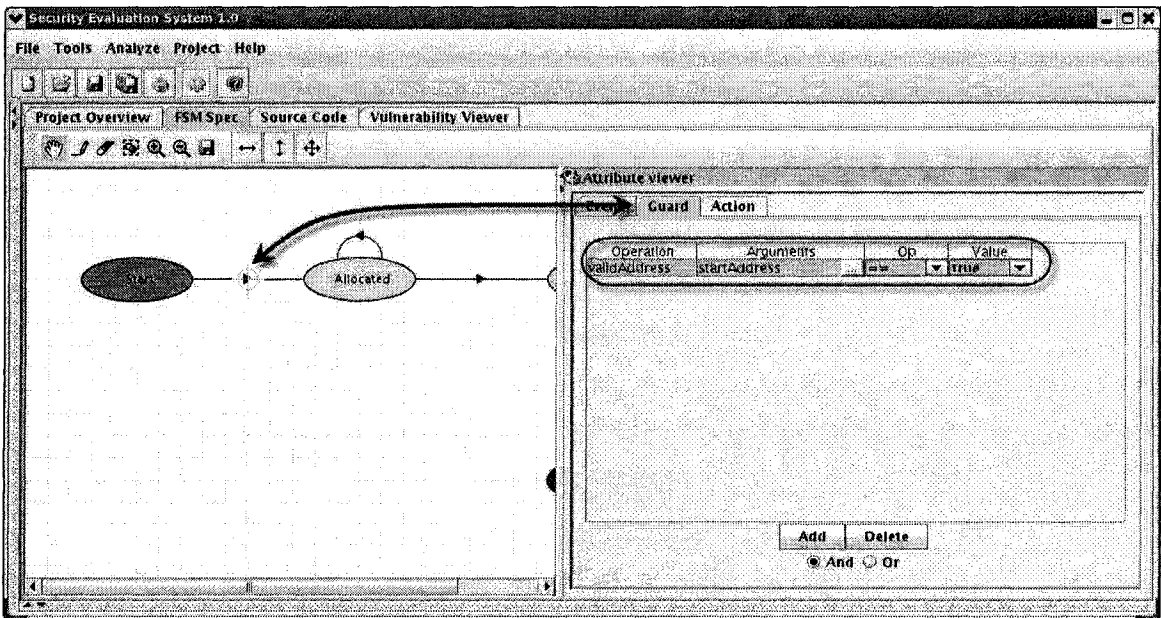 Security Evaluation System 1.0
File Tools Analyze Project Help
Project Overview FSM Spec Source Code Vulnerability Viewer
Attribute viewer
Guard Action
Operation Arguments Op Value
validAddress startAddress ... == True
Start
Allocated
Add Delete
And Or